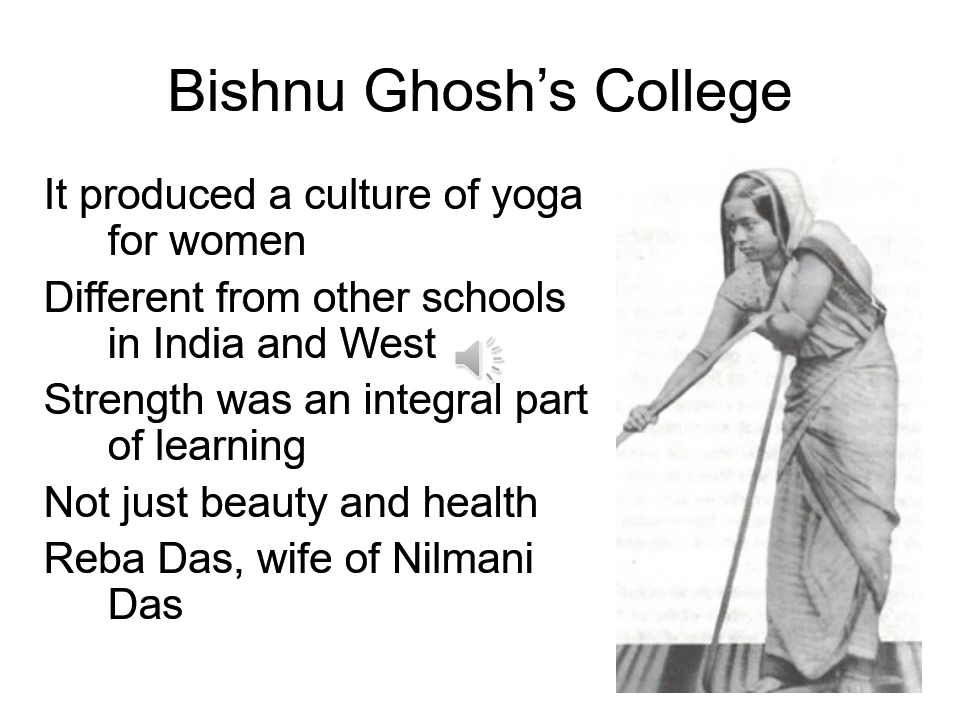 Bishnu Ghosh’s College
It produced a culture of yoga
for women
Different from other schools
in India and West
Strength was an integral part
of learning
Not just beauty and health
Reba Das, wife of Nilmani
Das